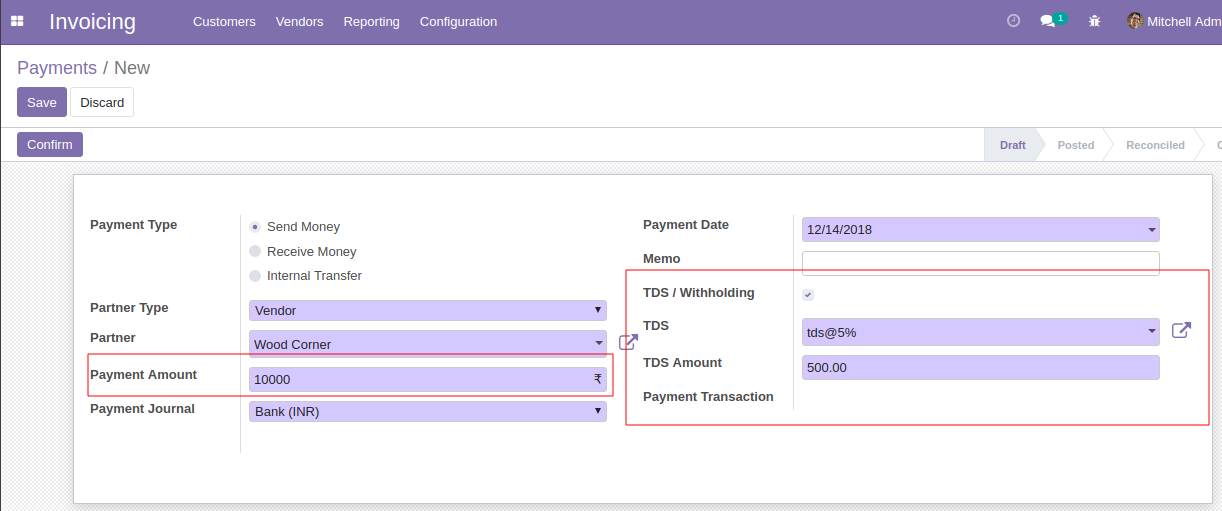 Invoicing
Customers Vendors Reporting Configuration
1
Mitchell Adm
Payments / New
Save Discard
Confirm
Draft Posted Reconciled
Payment Type
Send Money
Receive Money
Internal Transfer
Partner Type Vendor
Partner Wood Corner
Payment Amount 10000 ₹
Payment Journal Bank (INR)
Payment Date 12/14/2018
Memo
TDS / Withholding
TDS tds@5%
TDS Amount 500.00
Payment Transaction